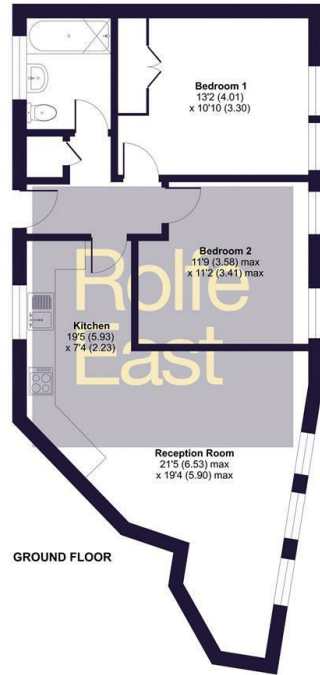 Bedroom 1
13'2 (4.01)
x 10'10 (3.30)
Bedroom 2
11'9 (3.58) max
x 11'2 (3.41) max
Rolfe
East
Kitchen
19'5 (5.93)
x 7'4 (2.23)
Reception Room
21'5 (6.53) max
x 19'4 (5.90) max
GROUND FLOOR